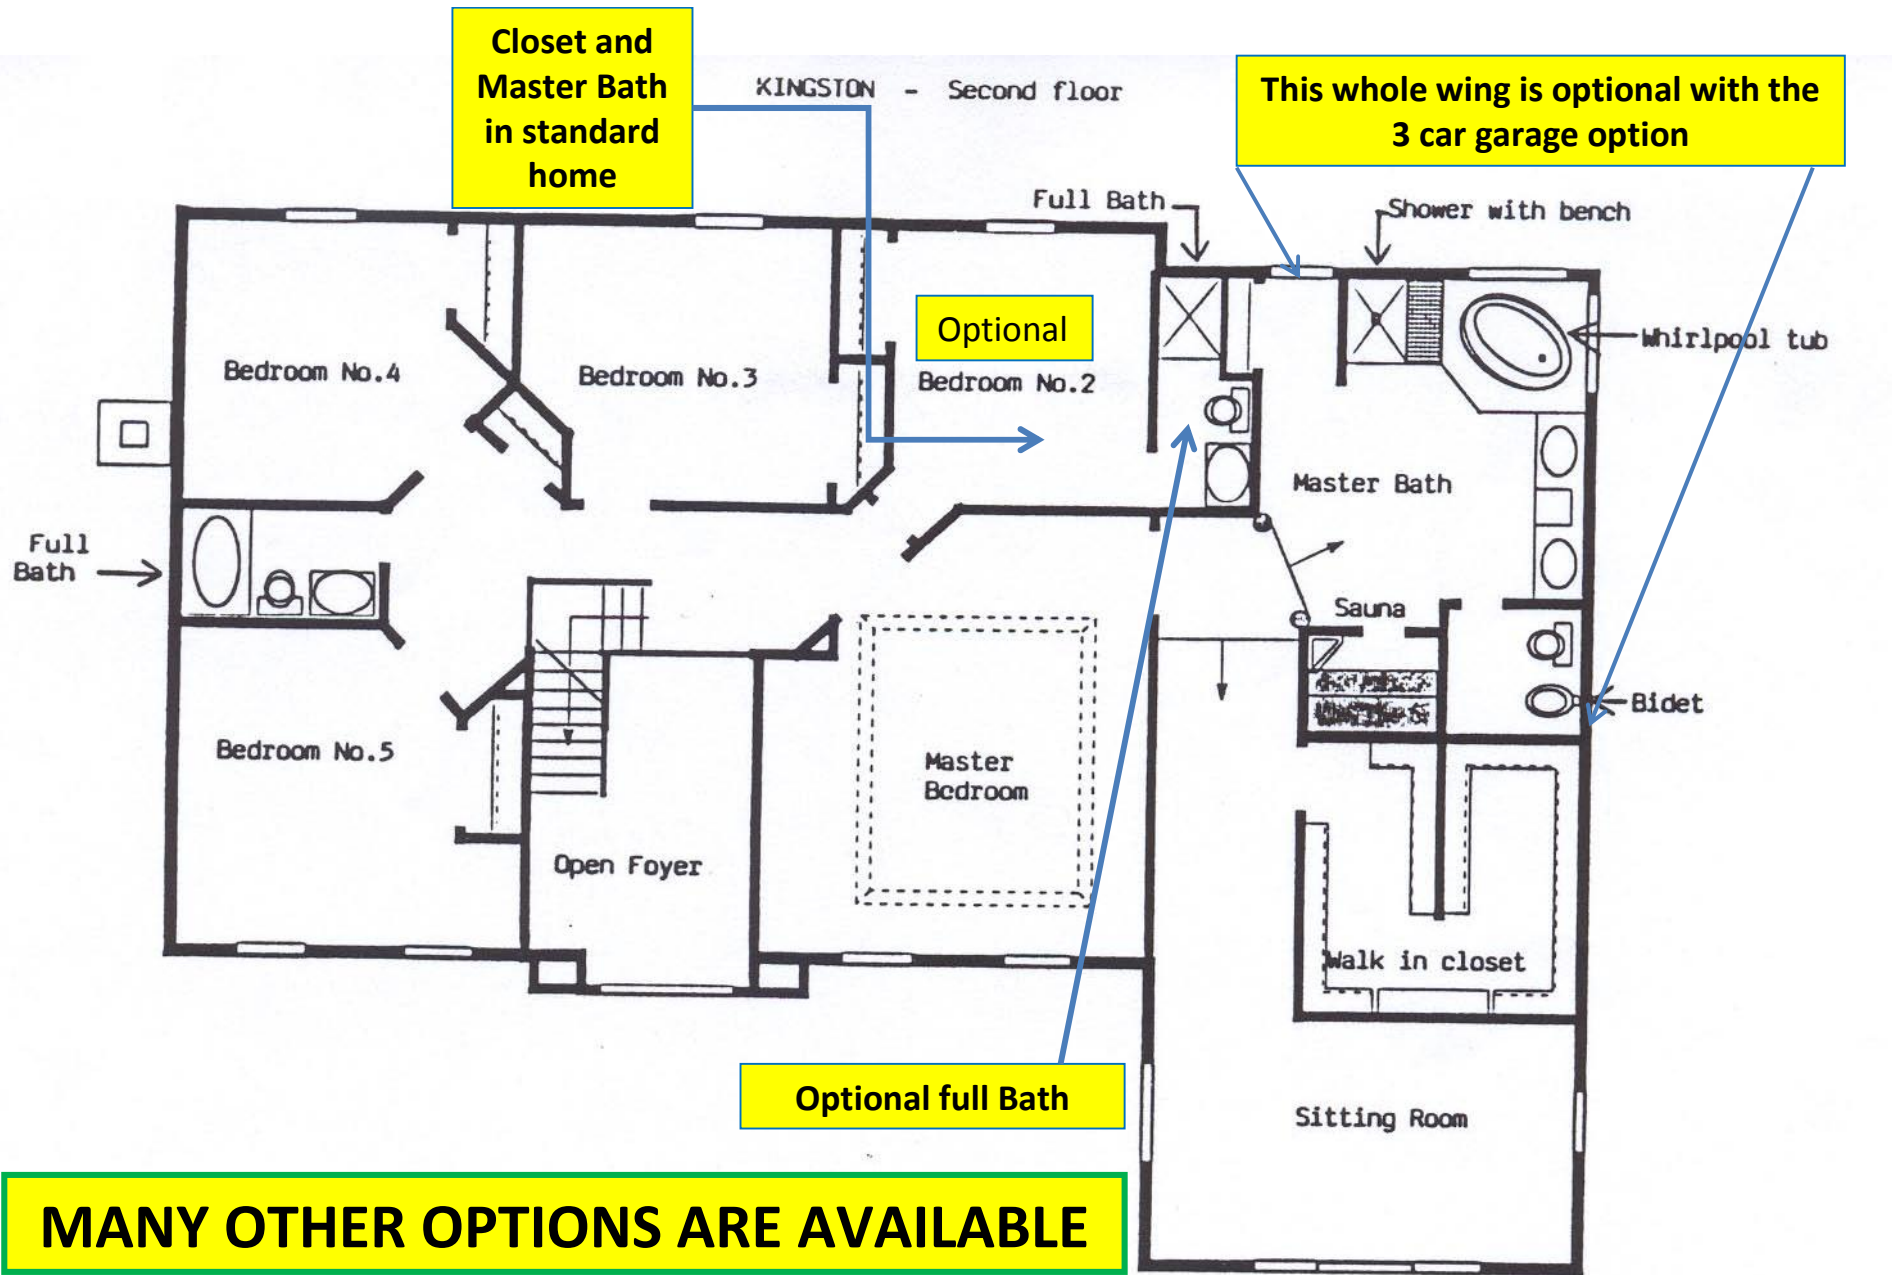 Closet and
Master Bath
in standard
home
KINGSTON - Second floor
This whole wing is optional with the
3 car garage option
Full Bath
Shower with bench
Optional
Whirlpool tub
Bedroom No.4
Bedroom No.3
Bedroom No.2
Master Bath
Full
Bath
Sauna
Bidet
Bedroom No.5
Master
Bedroom
Open Foyer
Walk in closet
Optional full Bath
Sitting Room
MANY OTHER OPTIONS ARE AVAILABLE